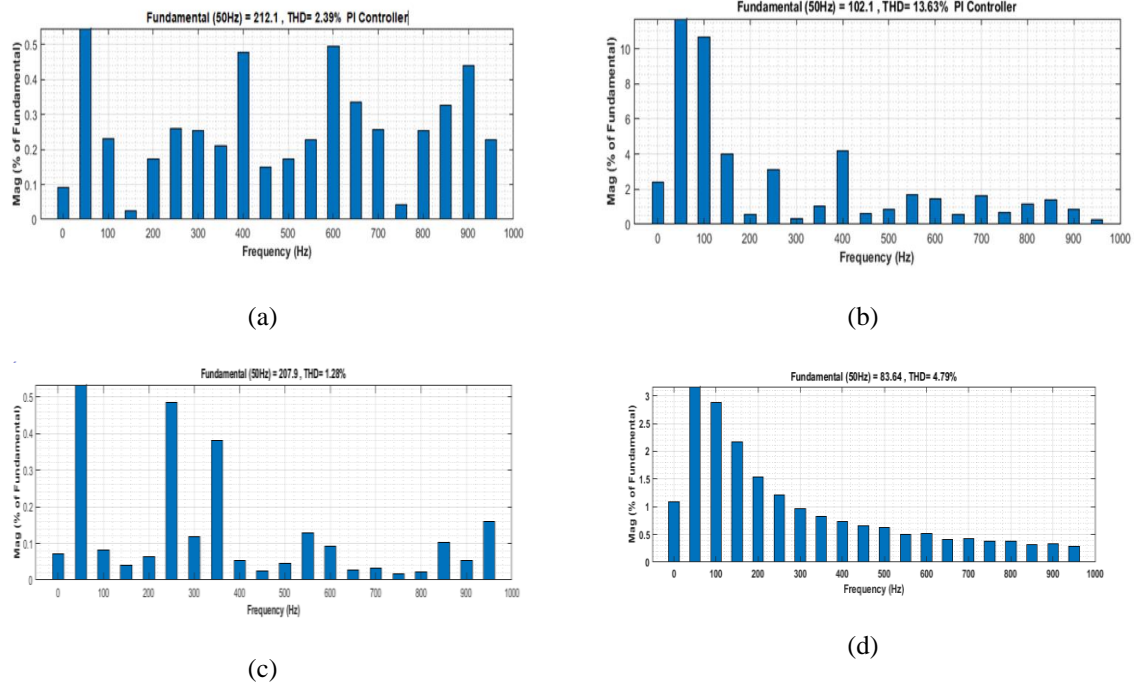 Fundamental (50Hz) = 212.1 , THD= 2.39% PI Controller
0.5
0.4
0.3
0.2
0.1
0
Mag (% of Fundamental)
0 100 200 300 400 500 600 700 800 900 1000
Frequency (Hz)
(a)
Fundamental (50Hz) = 102.1 , THD= 13.63% PI Controller
10
8
6
4
2
0
Mag (% of Fundamental)
0 100 200 300 400 500 600 700 800 900 1000
Frequency (Hz)
(b)
Fundamental (50Hz) = 207.9 , THD= 1.28%
0.5
0.4
0.3
0.2
0.1
0
Mag (% of Fundamental)
0 100 200 300 400 500 600 700 800 900 1000
Frequency (Hz)
(c)
Fundamental (50Hz) = 83.64 , THD= 4.79%
3
2.5
2
1.5
1
0.5
0
Mag (% of Fundamental)
0 100 200 300 400 500 600 700 800 900 1000
Frequency (Hz)
(d)